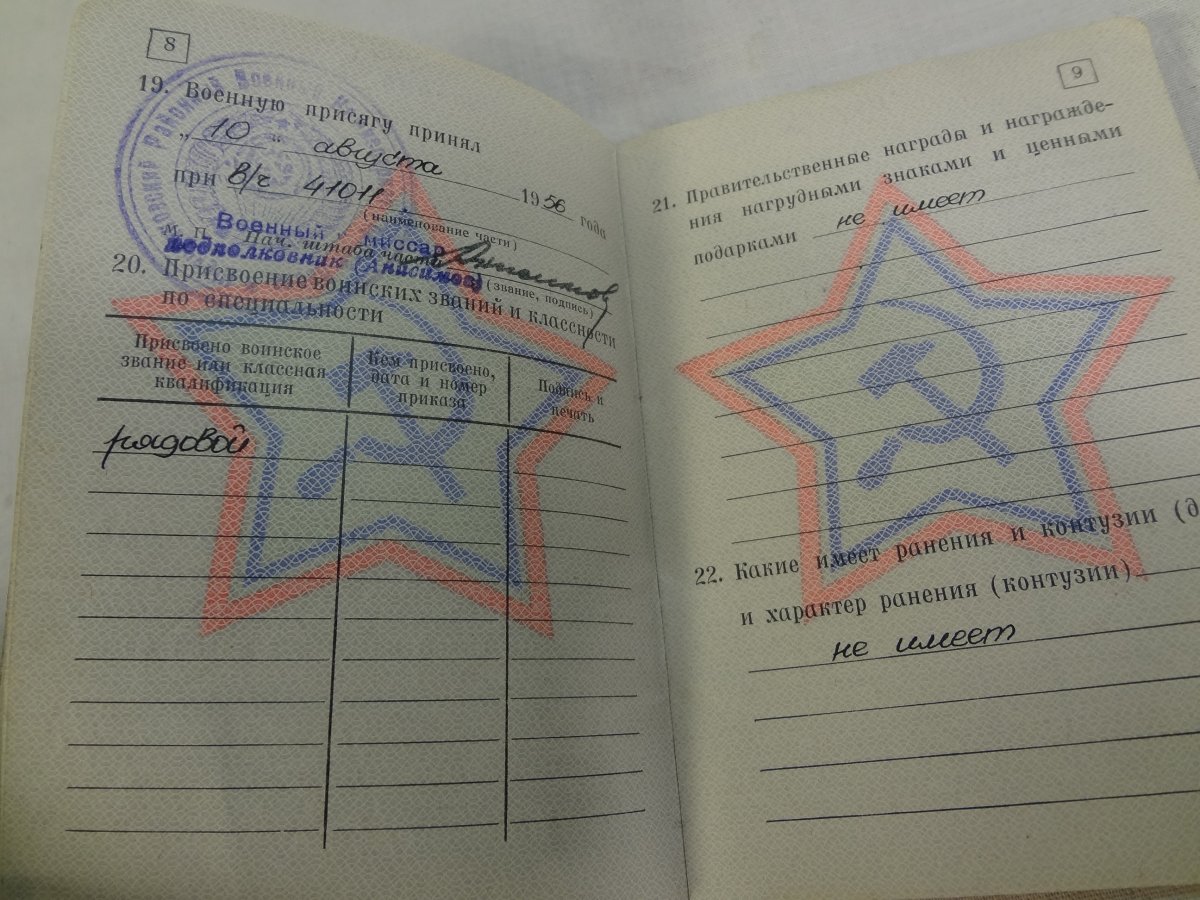 8
19. Военную присягу принял
„ 10 " августа 1956 года
при В/ч 41011
(наименование части)
Военный миссар
М. П. Нач. штаба части
подполковник (Анисимов) (звание, подпись)
20. Присвоение воинских званий и классности
по специальности
Присвоено воинское
звание или классная
квалификация
Кем присвоено,
дата и номер
приказа
Подпись и
печать
рядовой
9
21. Правительственные награды и награжде-
ния нагрудными знаками и ценными
подарками не имеет
22. Какие имеет ранения и контузии (д
и характер ранения (контузии)
не имеет